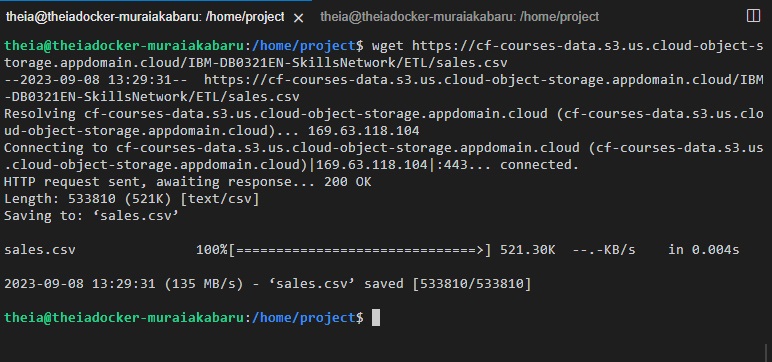 theia@theiadocker-muraiakabaru: /home/project × theia@theiadocker-muraiakabaru: /home/project
theia@theiadocker-muraiakabaru:/home/project$ wget https://cf-courses-data.s3.us.cloud-object-s
torage.appdomain.cloud/IBM-DB0321EN-SkillsNetwork/ETL/sales.csv
--2023-09-08 13:29:31--  https://cf-courses-data.s3.us.cloud-object-storage.appdomain.cloud/IBM
-DB0321EN-SkillsNetwork/ETL/sales.csv
Resolving cf-courses-data.s3.us.cloud-object-storage.appdomain.cloud (cf-courses-data.s3.us.clo
ud-object-storage.appdomain.cloud)... 169.63.118.104
Connecting to cf-courses-data.s3.us.cloud-object-storage.appdomain.cloud (cf-courses-data.s3.us
.cloud-object-storage.appdomain.cloud)|169.63.118.104|:443... connected.
HTTP request sent, awaiting response... 200 OK
Length: 533810 (521K) [text/csv]
Saving to: ‘sales.csv’
sales.csv               100%[==============================>] 521.30K  --.-KB/s    in 0.004s
2023-09-08 13:29:31 (135 MB/s) - ‘sales.csv’ saved [533810/533810]
theia@theiadocker-muraiakabaru:/home/project$